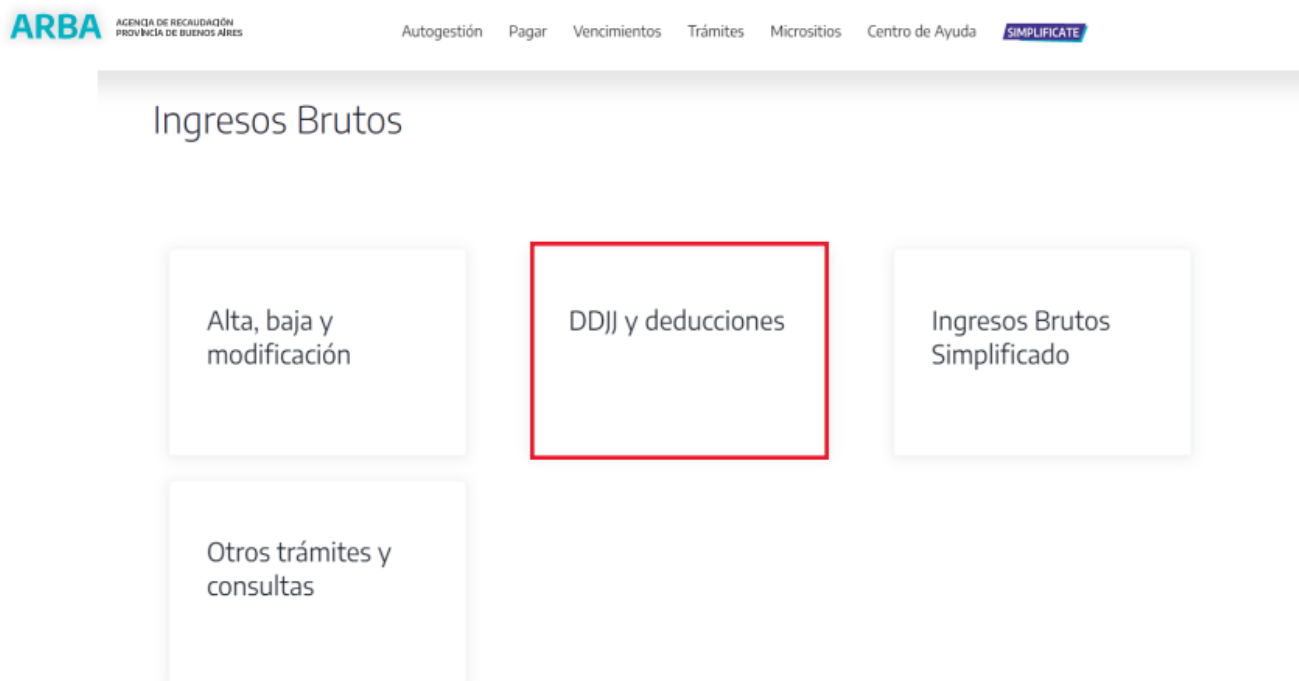 ARBA
AGENCIA DE RECAUDACIÓN
PROVINCIA DE BUENOS AIRES
Autogestión Pagar Vencimientos Trámites Micrositios Centro de Ayuda SIMPLIFICATE
Ingresos Brutos
Alta, baja y
modificación
DDJJ y deducciones
Ingresos Brutos
Simplificado
Otros trámites y
consultas